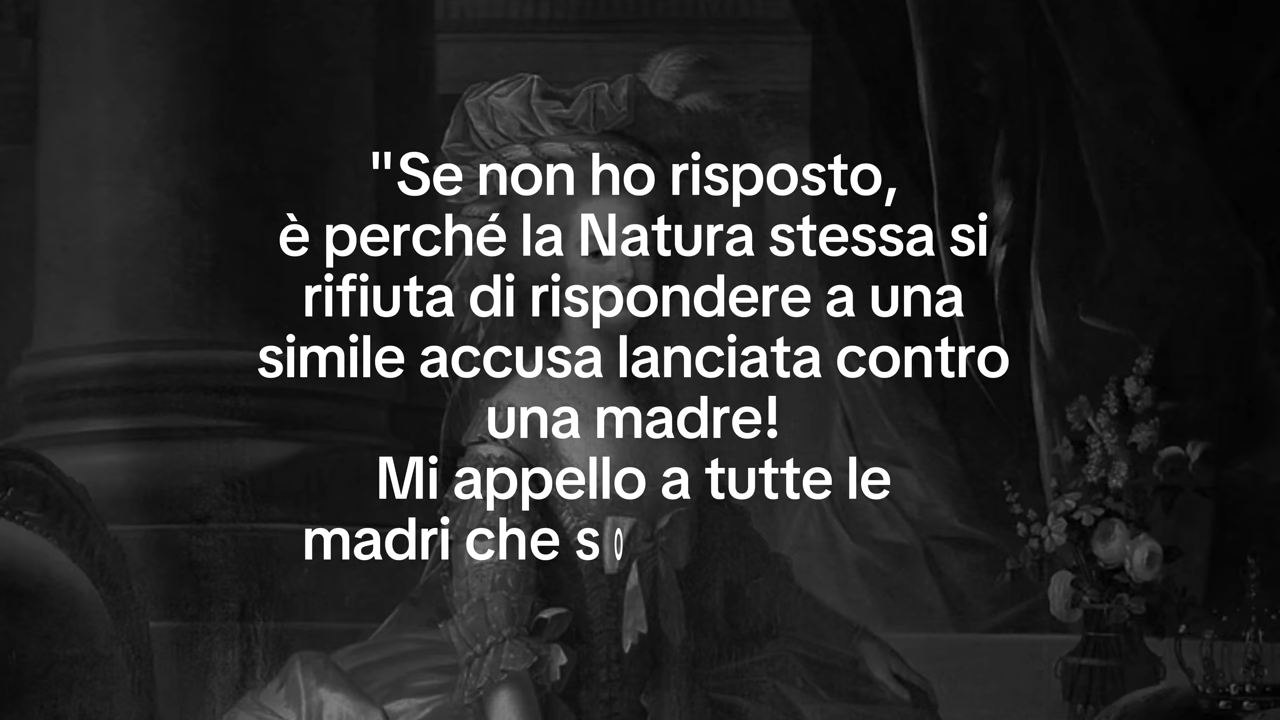 "Se non ho risposto,
è perché la Natura stessa si
rifiuta di rispondere a una
simile accusa lanciata contro
una madre!
Mi appello a tutte le
madri che so